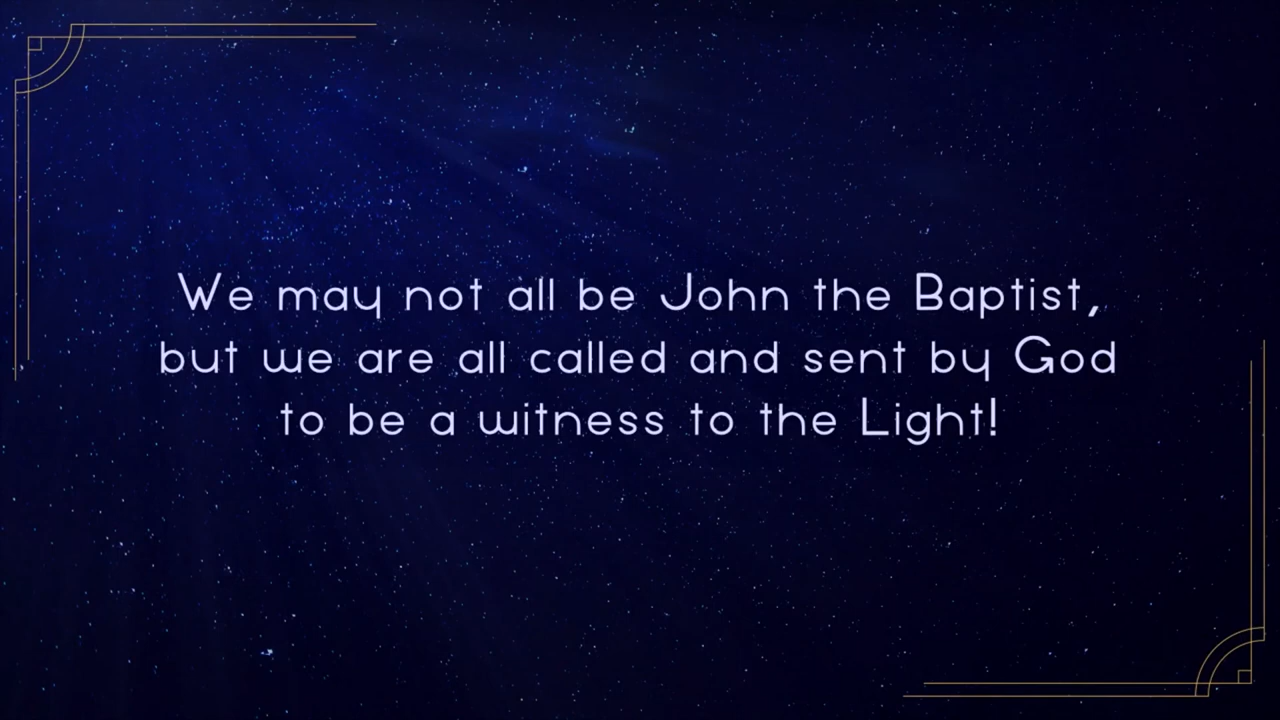 We may not all be John the Baptist,
but we are all called and sent by God
to be a witness to the Light!